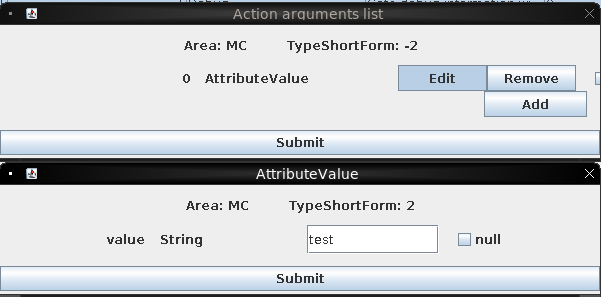 Action arguments list
Area: MC TypeShortForm: -2
0 AttributeValue Edit Remove
Add
Submit
AttributeValue
Area: MC TypeShortForm: 2
value String test null
Submit